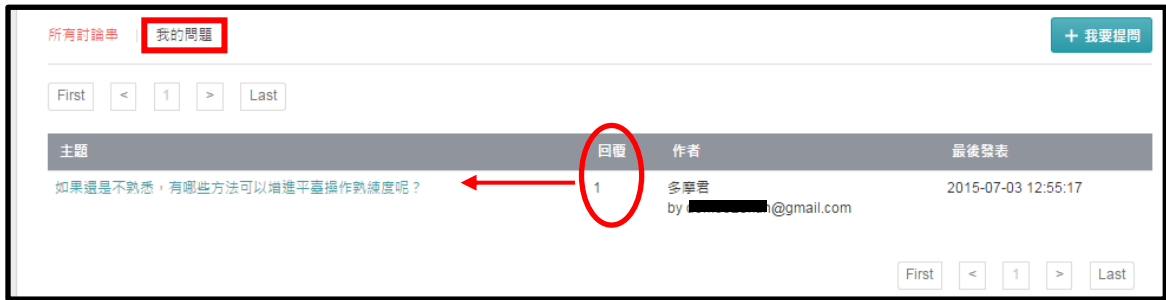 所有討論串 | 我的問題
+ 我要提問
First < 1 > Last
主題 回覆 作者 最後發表
如果還是不熟悉，有哪些方法可以增進平臺操作熟練度呢？ 1 多摩君 2015-07-03 12:55:17
by @gmail.com
First < 1 > Last